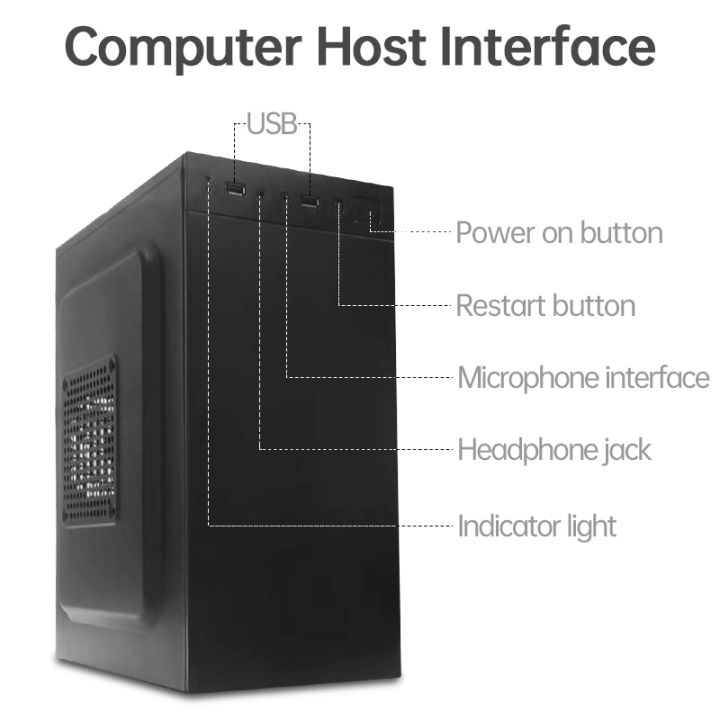 Computer Host Interface
USB
Power on button
Restart button
Microphone interface
Headphone jack
Indicator light